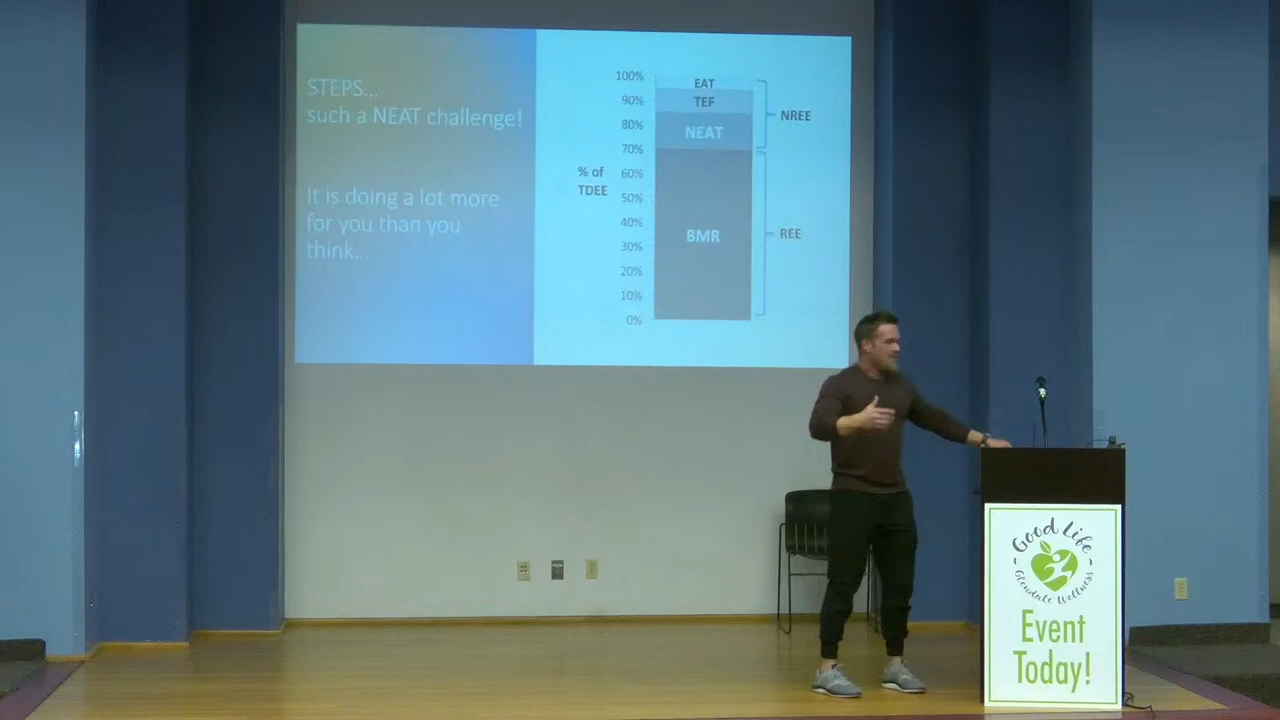 STEPS...
such a NEAT challenge!
It is doing a lot more
for you than you
think...
% of
TDEE
100%
90%
80%
70%
60%
50%
40%
30%
20%
10%
0%
EAT
TEF
NEAT
BMR
NREE
REE
Good Life
Glendale Wellness
Event
Today!